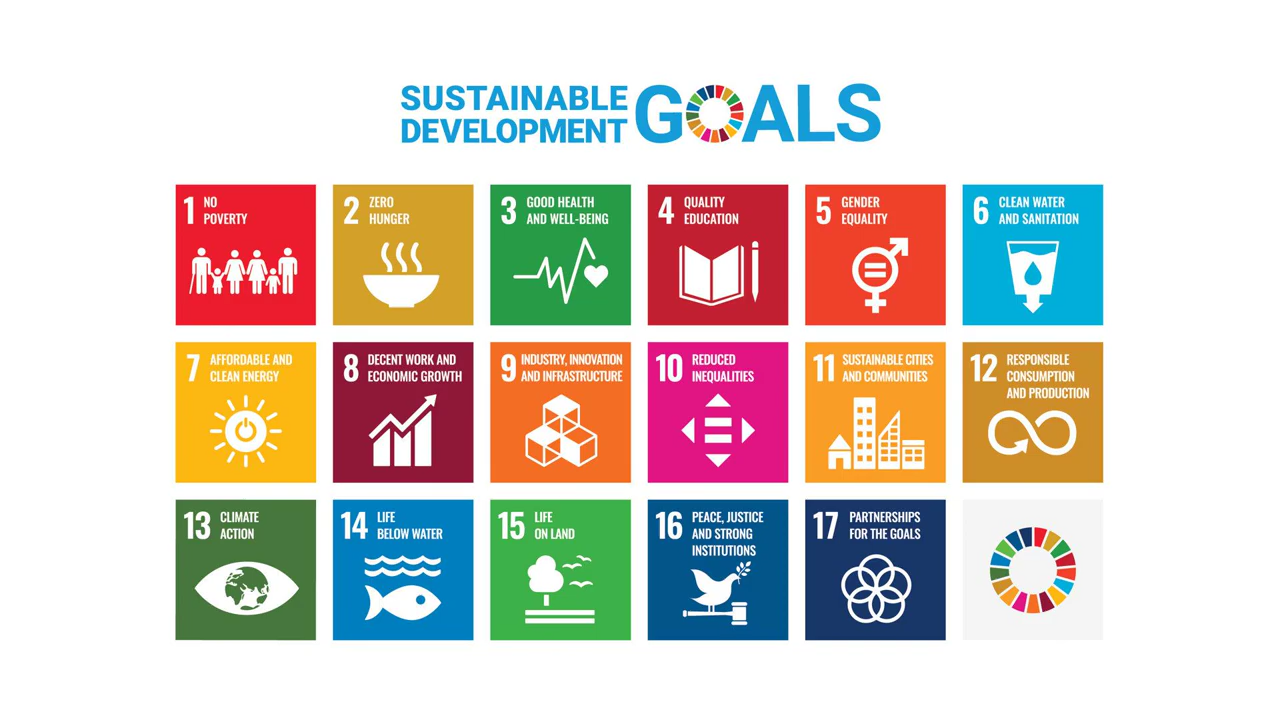 SUSTAINABLE
DEVELOPMENT
GOALS
1 NO
POVERTY
2 ZERO
HUNGER
3 GOOD HEALTH
AND WELL-BEING
4 QUALITY
EDUCATION
5 GENDER
EQUALITY
6 CLEAN WATER
AND SANITATION
7 AFFORDABLE AND
CLEAN ENERGY
8 DECENT WORK AND
ECONOMIC GROWTH
9 INDUSTRY, INNOVATION
AND INFRASTRUCTURE
10 REDUCED
INEQUALITIES
11 SUSTAINABLE CITIES
AND COMMUNITIES
12 RESPONSIBLE
CONSUMPTION
AND PRODUCTION
13 CLIMATE
ACTION
14 LIFE
BELOW WATER
15 LIFE
ON LAND
16 PEACE, JUSTICE
AND STRONG
INSTITUTIONS
17 PARTNERSHIPS
FOR THE GOALS